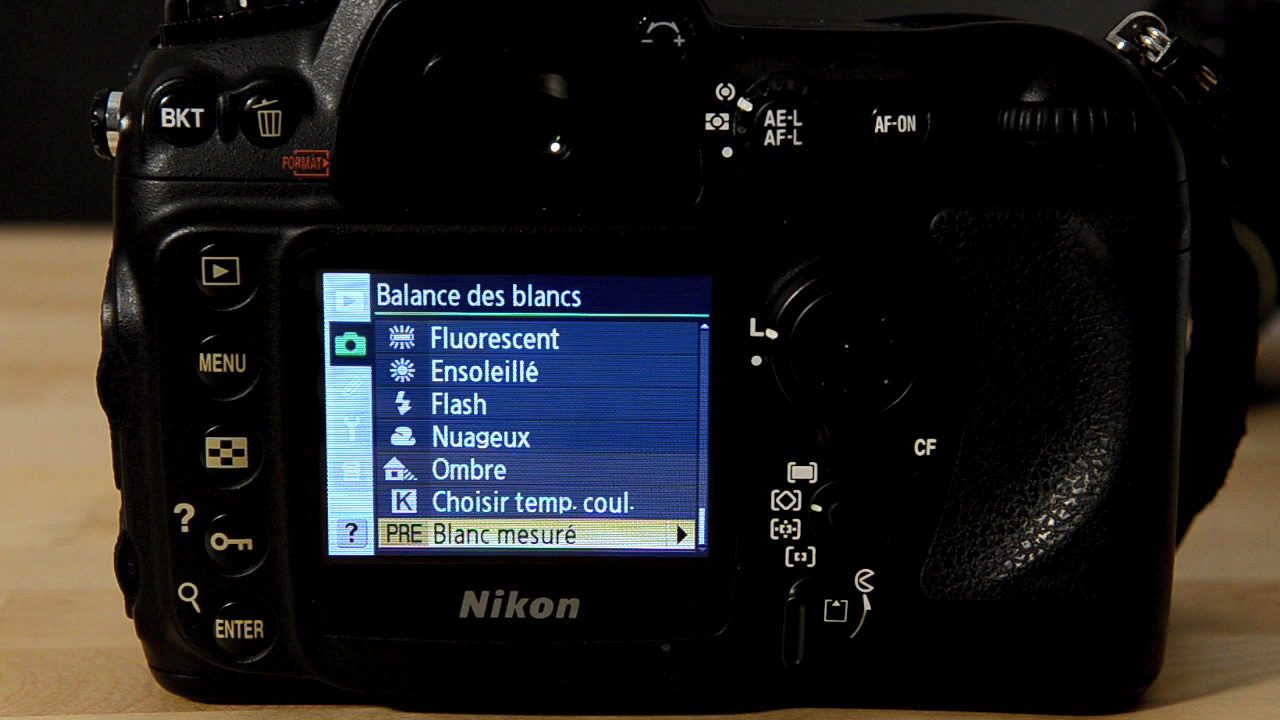 BKT
FORMAT
AE-L
AF-L
AF-ON
MENU
Balance des blancs
Fluorescent
Ensoleillé
Flash
Nuageux
Ombre
K Choisir temp. coul.
? PRE Blanc mesuré
L
CF
?
ENTER
Nikon